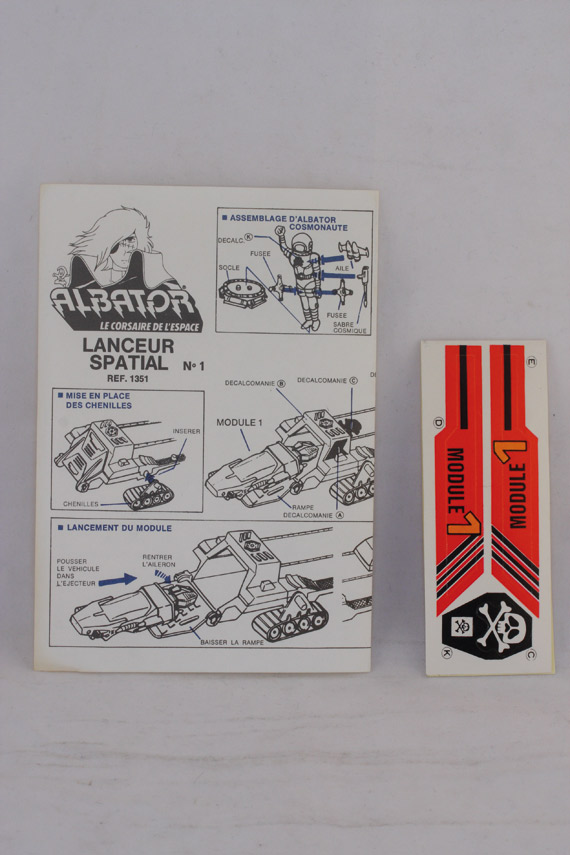 ALBATOR
LE CORSAIRE DE L'ESPACE
LANCEUR
SPATIAL N° 1
REF. 1351
ASSEMBLAGE D'ALBATOR
COSMONAUTE
DECALC. K
FUSEE
SOCLE
AILE
FUSEE
SABRE
COSMIQUE
MISE EN PLACE
DES CHENILLES
INSERER
CHENILLES
DECALCOMANIE B
DECALCOMANIE C
MODULE 1
RAMPE
DECALCOMANIE A
LANCEMENT DU MODULE
POUSSER
LE VEHICULE
DANS
L'EJECTEUR
RENTRER
L'AILERON
BAISSER LA RAMPE
E
D
MODULE 1
MODULE 1
K
C